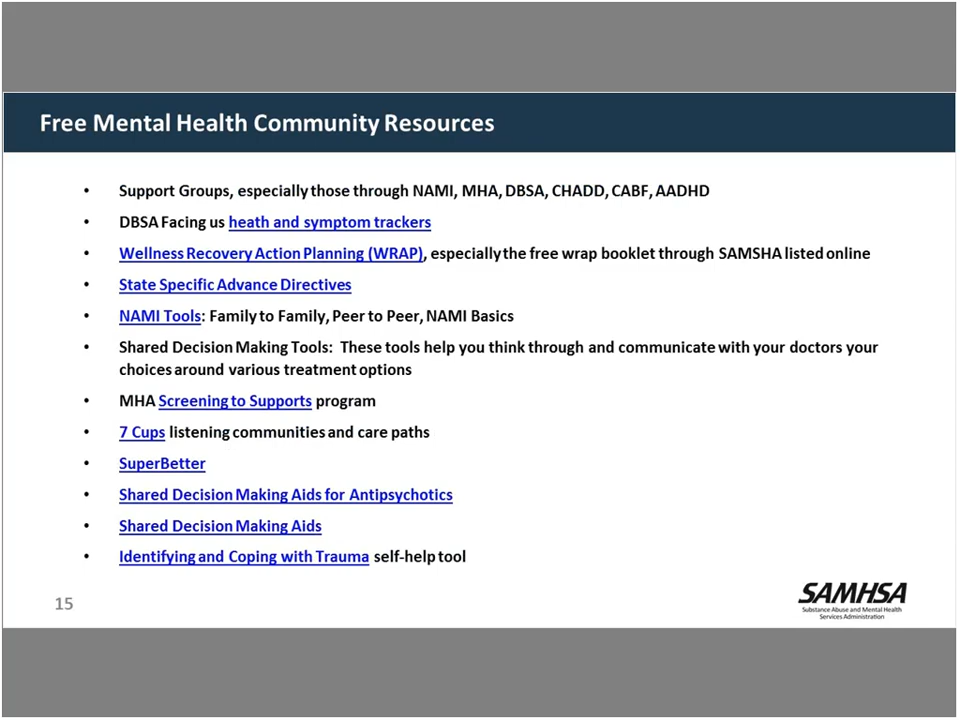 Free Mental Health Community Resources
• Support Groups, especially those through NAMI, MHA, DBSA, CHADD, CABF, AADHD
• DBSA Facing us heath and symptom trackers
• Wellness Recovery Action Planning (WRAP), especially the free wrap booklet through SAMSHA listed online
• State Specific Advance Directives
• NAMI Tools: Family to Family, Peer to Peer, NAMI Basics
• Shared Decision Making Tools:  These tools help you think through and communicate with your doctors your
choices around various treatment options
• MHA Screening to Supports program
• 7 Cups listening communities and care paths
• SuperBetter
• Shared Decision Making Aids for Antipsychotics
• Shared Decision Making Aids
• Identifying and Coping with Trauma self-help tool
15
SAMHSA
Substance Abuse and Mental Health
Services Administration